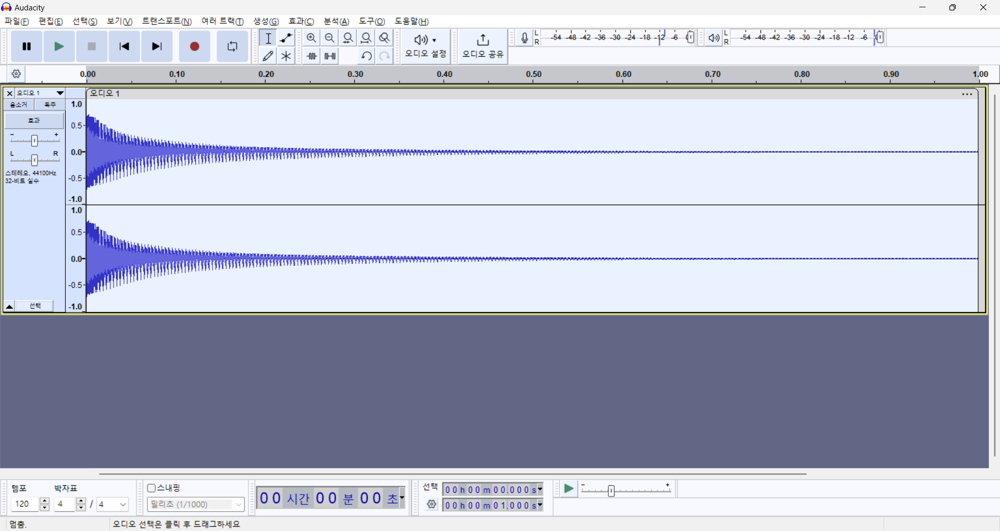 Audacity
파일(F) 편집(E) 선택(S) 보기(V) 트랜스포트(N) 여러 트랙(T) 생성(G) 효과(C) 분석(A) 도구(O) 도움말(H)
오디오 설정
오디오 공유
L
R
-54 -48 -42 -36 -30 -24 -18 -12 -6 0
L
R
-54 -48 -42 -36 -30 -24 -18 -12 -6 0
0.00 0.10 0.20 0.30 0.40 0.50 0.60 0.70 0.80 0.90 1.00
오디오 1
오디오 1
음소거 독주
효과
- +
L R
스테레오, 44100Hz
32-비트 실수
선택
1.0
0.5
0.0
-0.5
-1.0
1.0
0.5
0.0
-0.5
-1.0
템포
120
박자표
4 / 4
스내핑
밀리초 (1/1000)
00 시간 00 분 00 초
선택
00 h 00 m 00.000 s
00 h 00 m 01.000 s
- +
멈춤.
오디오 선택은 클릭 후 드래그하세요